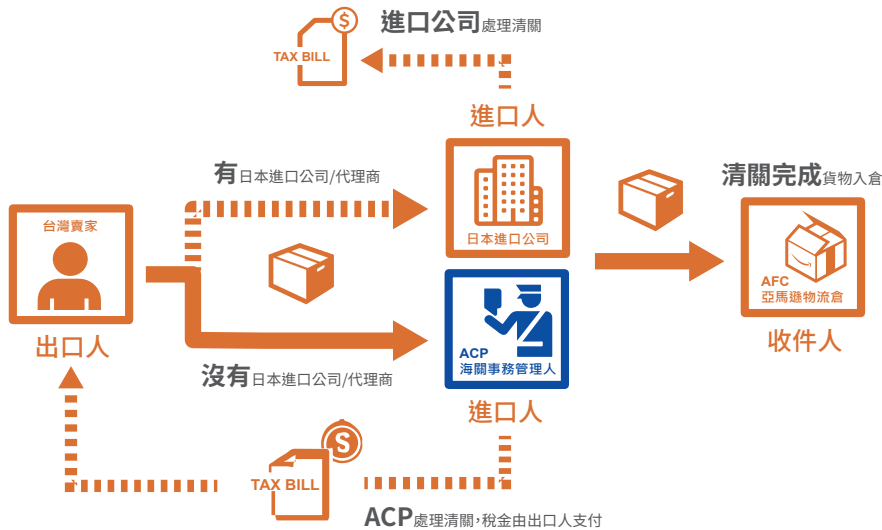 進口公司處理清關
$
TAX BILL
進口人
有日本進口公司/代理商
日本進口公司
清關完成貨物入倉
台灣賣家
AFC
亞馬遜物流倉
ACP
海關事務管理人
出口人
收件人
沒有日本進口公司/代理商
進口人
S
TAX BILL
ACP處理清關,稅金由出口人支付